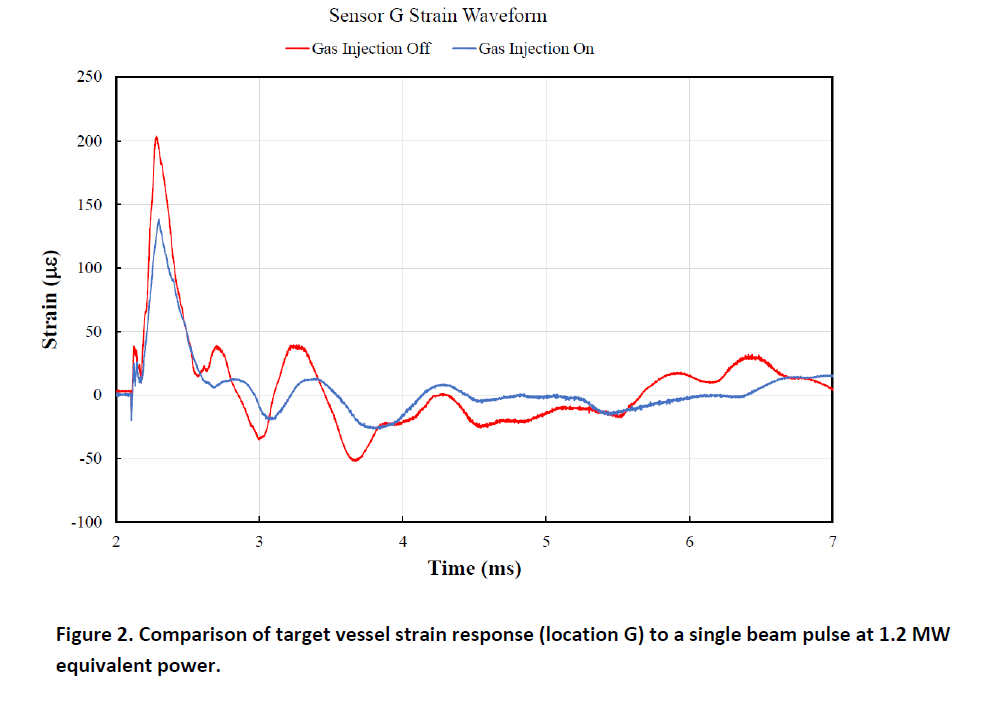 Sensor G Strain Waveform
Gas Injection Off Gas Injection On
250
200
150
100
50
0
-50
-100
Strain (µε)
2 3 4 5 6 7
Time (ms)
Figure 2. Comparison of target vessel strain response (location G) to a single beam pulse at 1.2 MW
equivalent power.